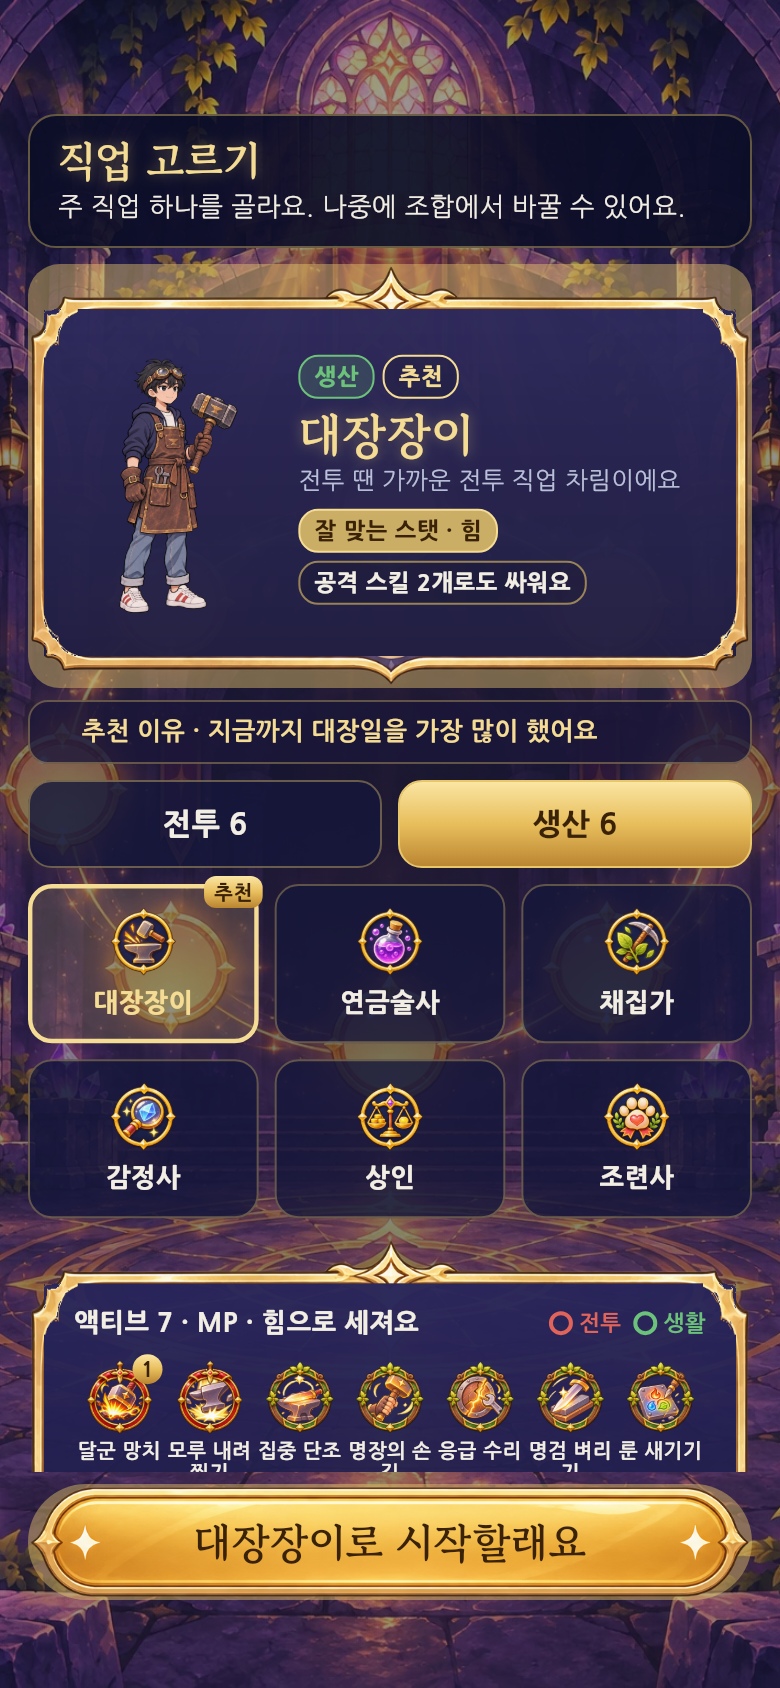 직업 고르기
주 직업 하나를 골라요. 나중에 조합에서 바꿀 수 있어요.
생산 추천
대장장이
전투 땐 가까운 전투 직업 차림이에요
잘 맞는 스탯 · 힘
공격 스킬 2개로도 싸워요
추천 이유 · 지금까지 대장일을 가장 많이 했어요
전투 6 생산 6
추천
대장장이 연금술사 채집가
감정사 상인 조련사
액티브 7 · MP · 힘으로 세져요 전투 생활
1
달군 망치 모루 내려 집중 단조 명장의 손 응급 수리 명검 벼리 룬 새기기
찍기 길 기
대장장이로 시작할래요